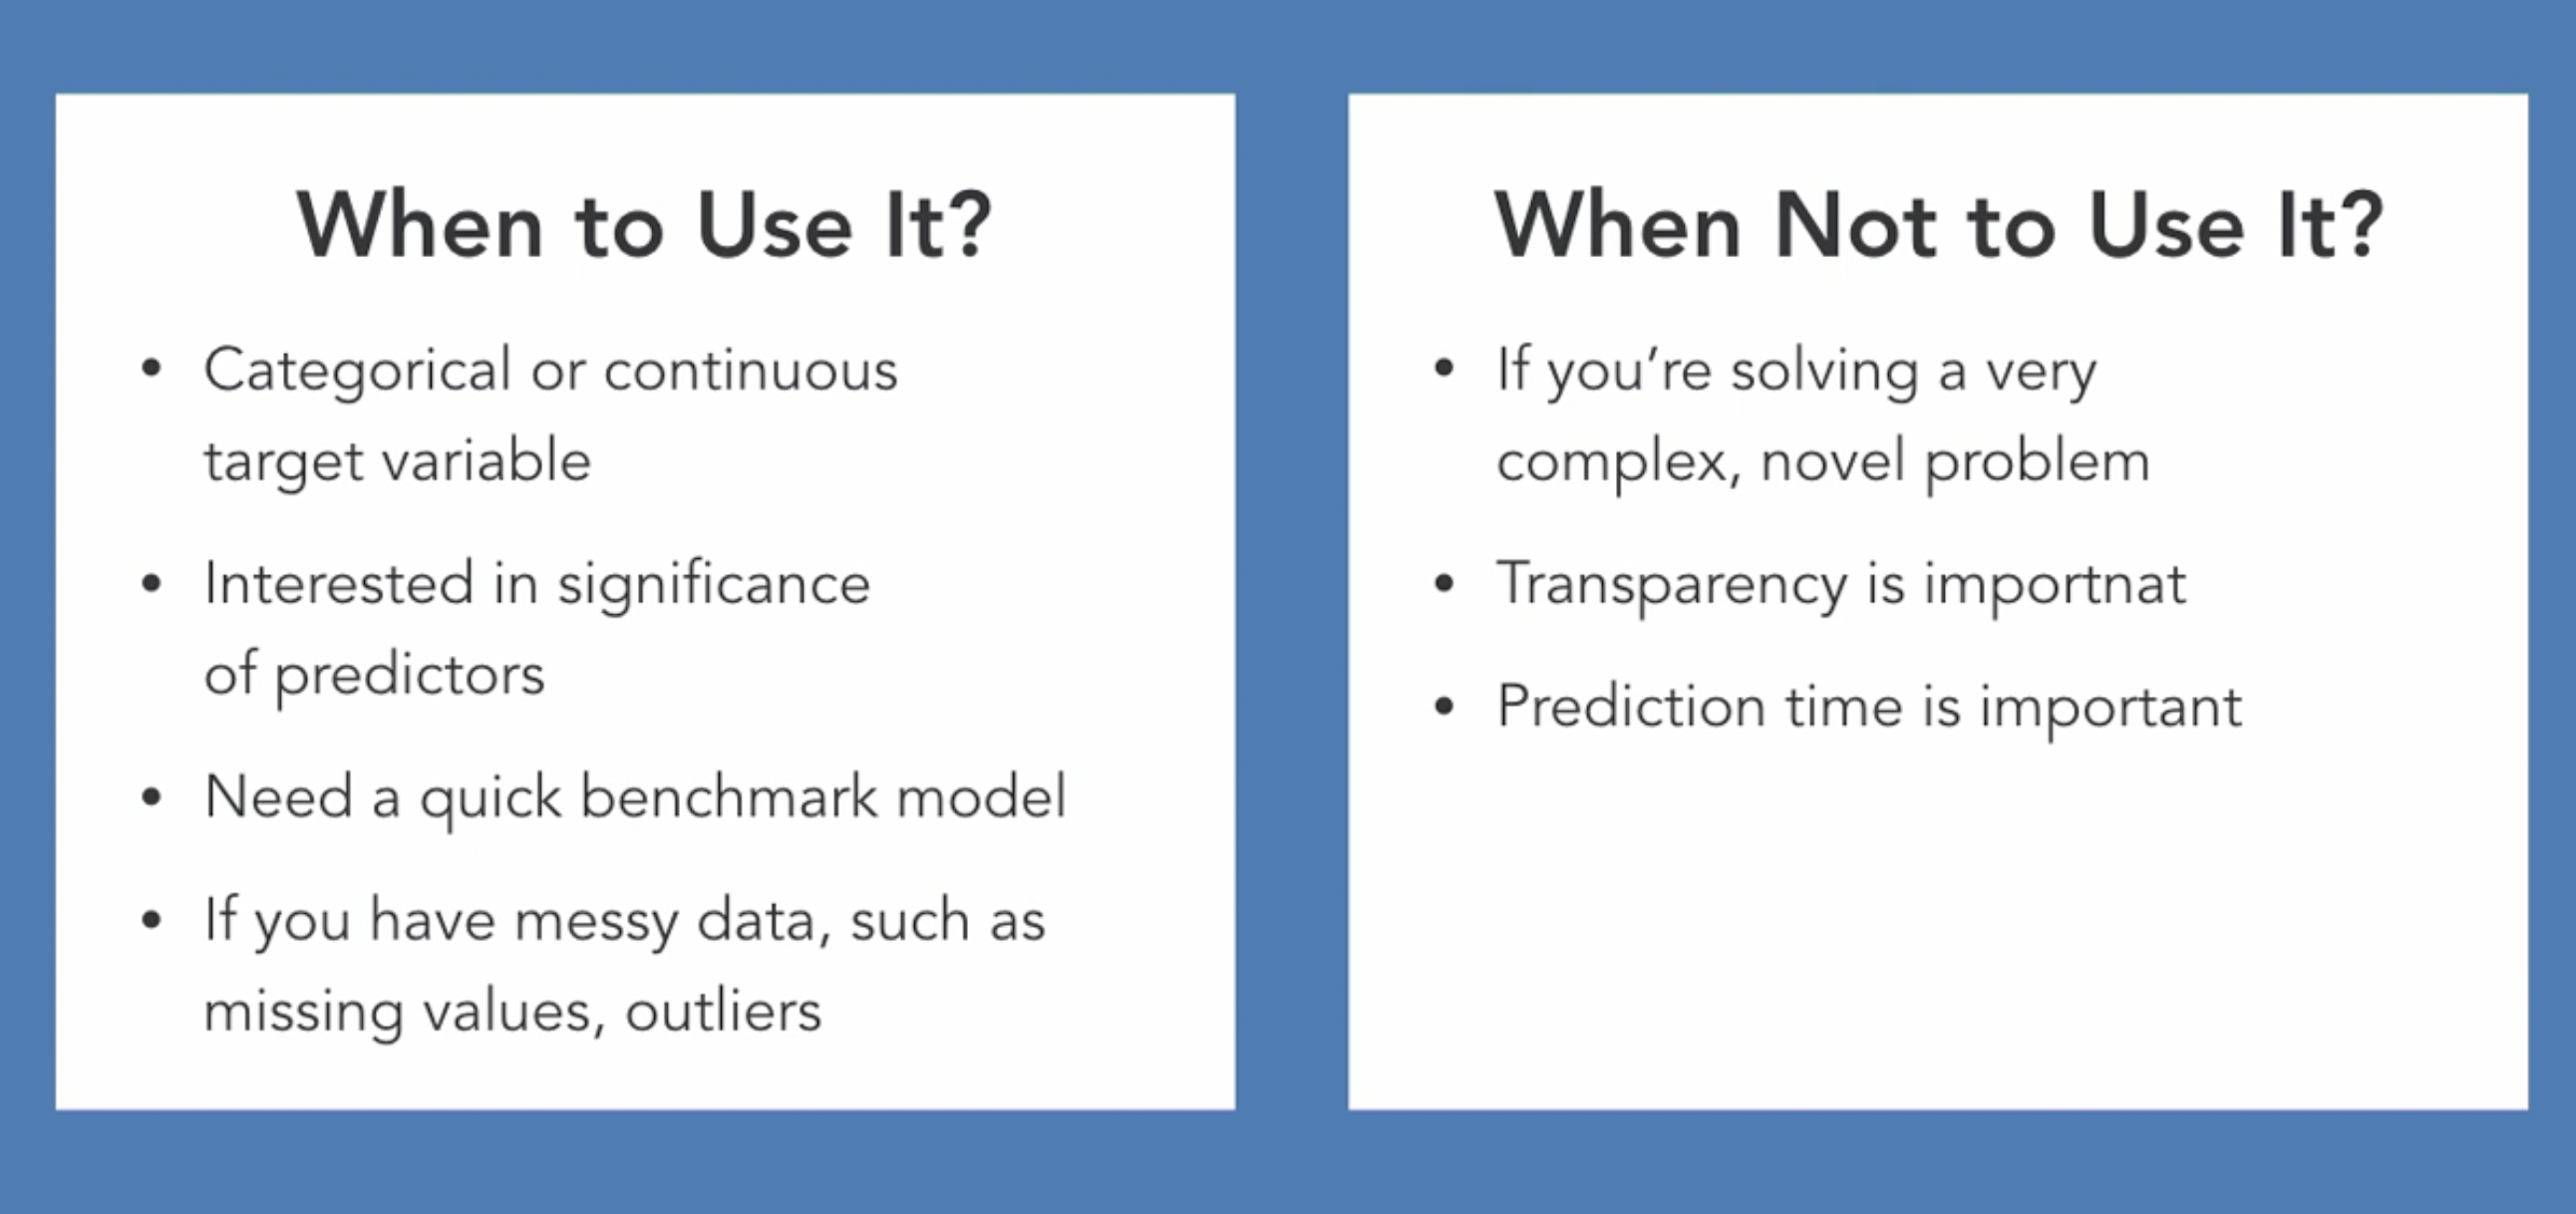 When to Use It?
• Categorical or continuous
target variable
• Interested in significance
of predictors
• Need a quick benchmark model
• If you have messy data, such as
missing values, outliers
When Not to Use It?
• If you’re solving a very
complex, novel problem
• Transparency is importnat
• Prediction time is important